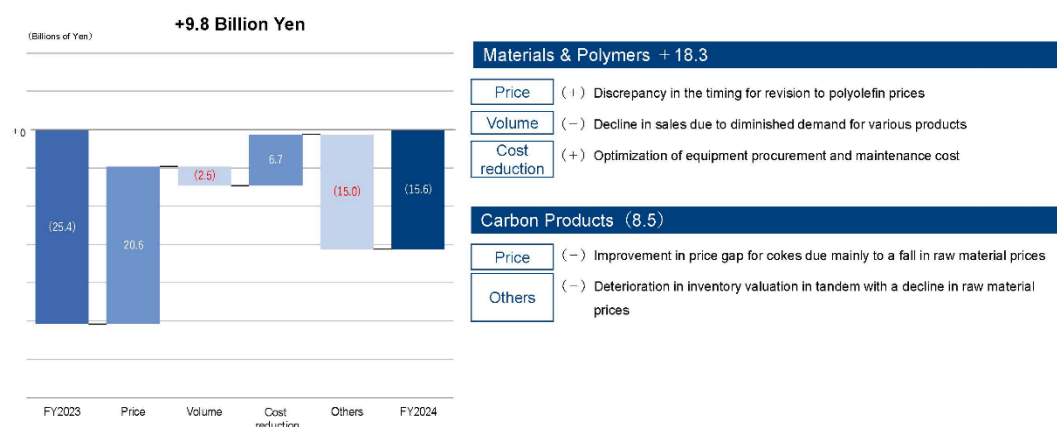 +9.8 Billion Yen
(Billions of Yen)
±0
(25.4)
20.6
(2.5)
6.7
(15.0)
(15.6)
FY2023
Price
Volume
Cost
reduction
Others
FY2024
Materials & Polymers ＋18.3
Price
（＋） Discrepancy in the timing for revision to polyolefin prices
Volume
（－） Decline in sales due to diminished demand for various products
Cost
reduction
（＋） Optimization of equipment procurement and maintenance cost
Carbon Products（8.5）
Price
（－） Improvement in price gap for cokes due mainly to a fall in raw material prices
Others
（－） Deterioration in inventory valuation in tandem with a decline in raw material
prices